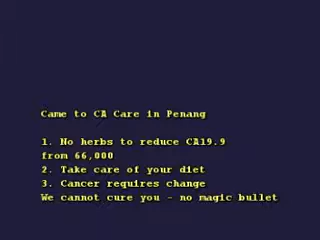 Came to CA Care in Penang
1. No herbs to reduce CA19.9
from 66,000
2. Take care of your diet
3. Cancer requires change
We cannot cure you - no magic bullet